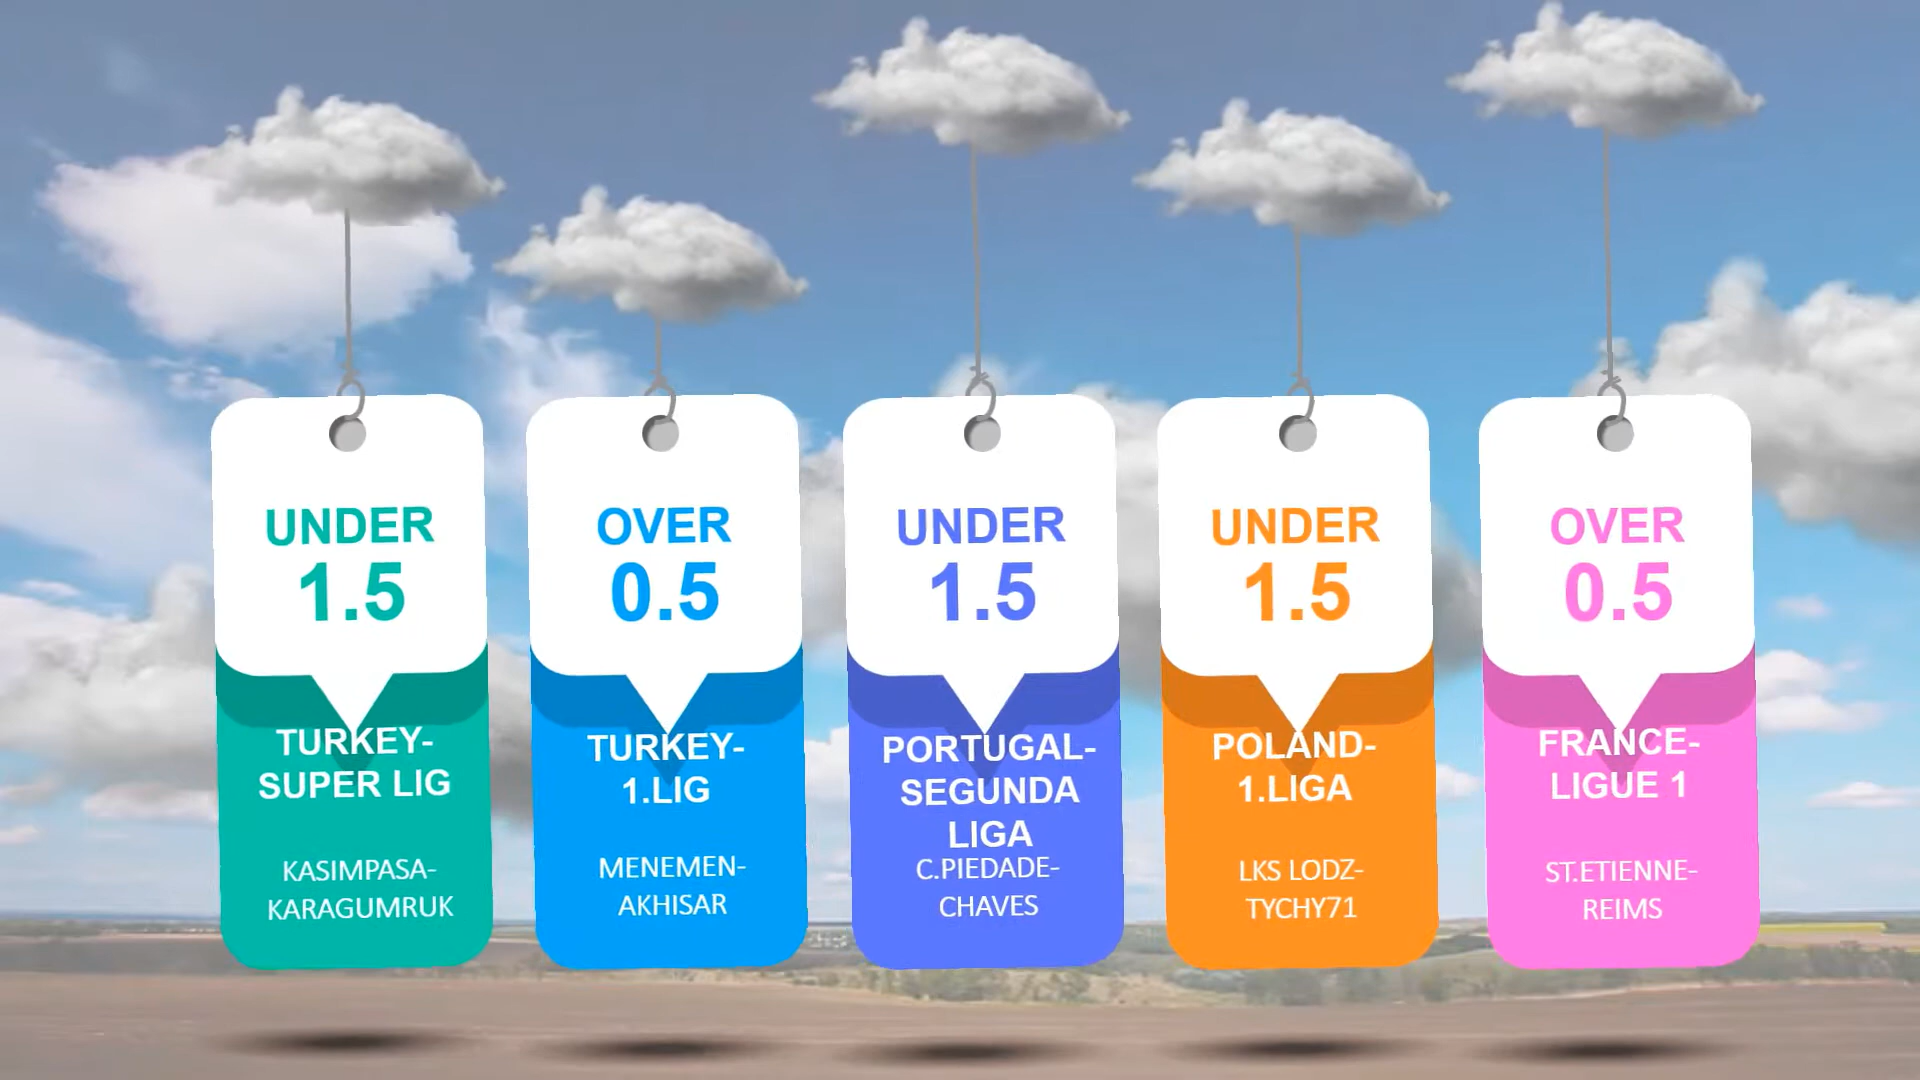 UNDER
1.5
TURKEY-
SUPER LIG
KASIMPASA-
KARAGUMRUK
OVER
0.5
TURKEY-
1.LIG
MENEMEN-
AKHISAR
UNDER
1.5
PORTUGAL-
SEGUNDA
LIGA
C.PIEDADE-
CHAVES
UNDER
1.5
POLAND-
1.LIGA
LKS LODZ-
TYCHY71
OVER
0.5
FRANCE-
LIGUE 1
ST.ETIENNE-
REIMS